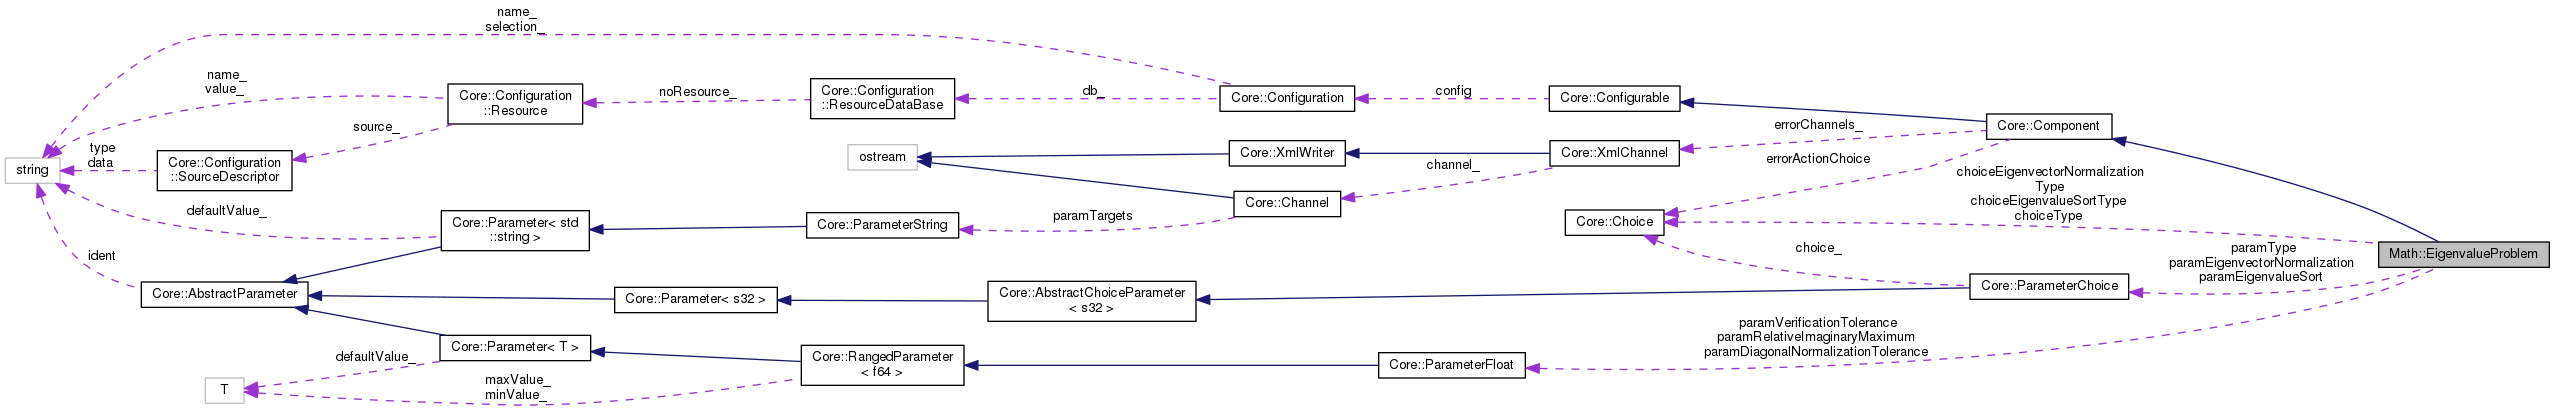 name_
selection_
name_
value_
Core::Configuration
::Resource
noResource_
Core::Configuration
::ResourceDataBase
db_
Core::Configuration
config
Core::Configurable
source_
type
data
Core::Configuration
::SourceDescriptor
string
ostream
Core::XmlWriter
Core::XmlChannel
errorChannels_
Core::Component
errorActionChoice
channel_
Core::Channel
paramTargets
Core::ParameterString
Core::Parameter< std
::string >
defaultValue_
choiceEigenvectorNormalization
Type
choiceEigenvalueSortType
choiceType
Core::Choice
choice_
Math::EigenvalueProblem
paramType
paramEigenvectorNormalization
paramEigenvalueSort
ident
Core::AbstractParameter
Core::Parameter< s32 >
Core::AbstractChoiceParameter
< s32 >
Core::ParameterChoice
paramVerificationTolerance
paramRelativeImaginaryMaximum
paramDiagonalNormalizationTolerance
Core::Parameter< T >
defaultValue_
T
maxValue_
minValue_
Core::RangedParameter
< f64 >
Core::ParameterFloat